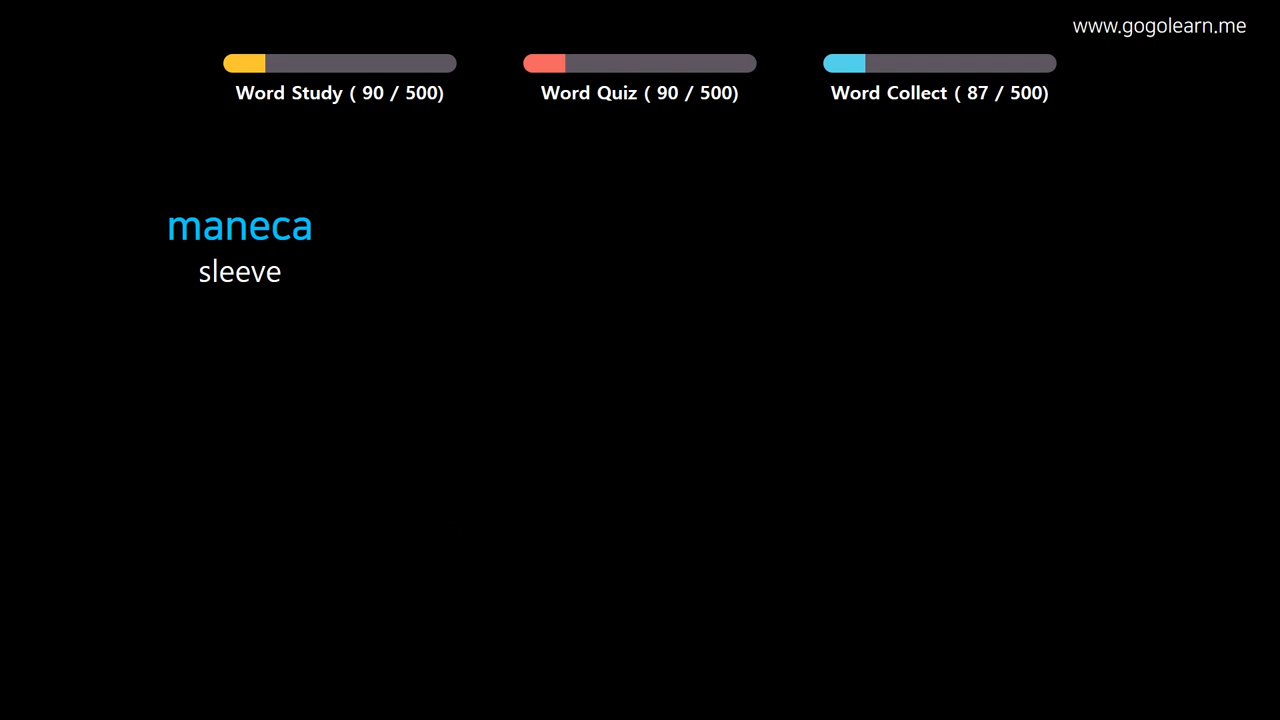 www.gogolearn.me
Word Study ( 90 / 500)
Word Quiz ( 90 / 500)
Word Collect ( 87 / 500)
maneca
sleeve